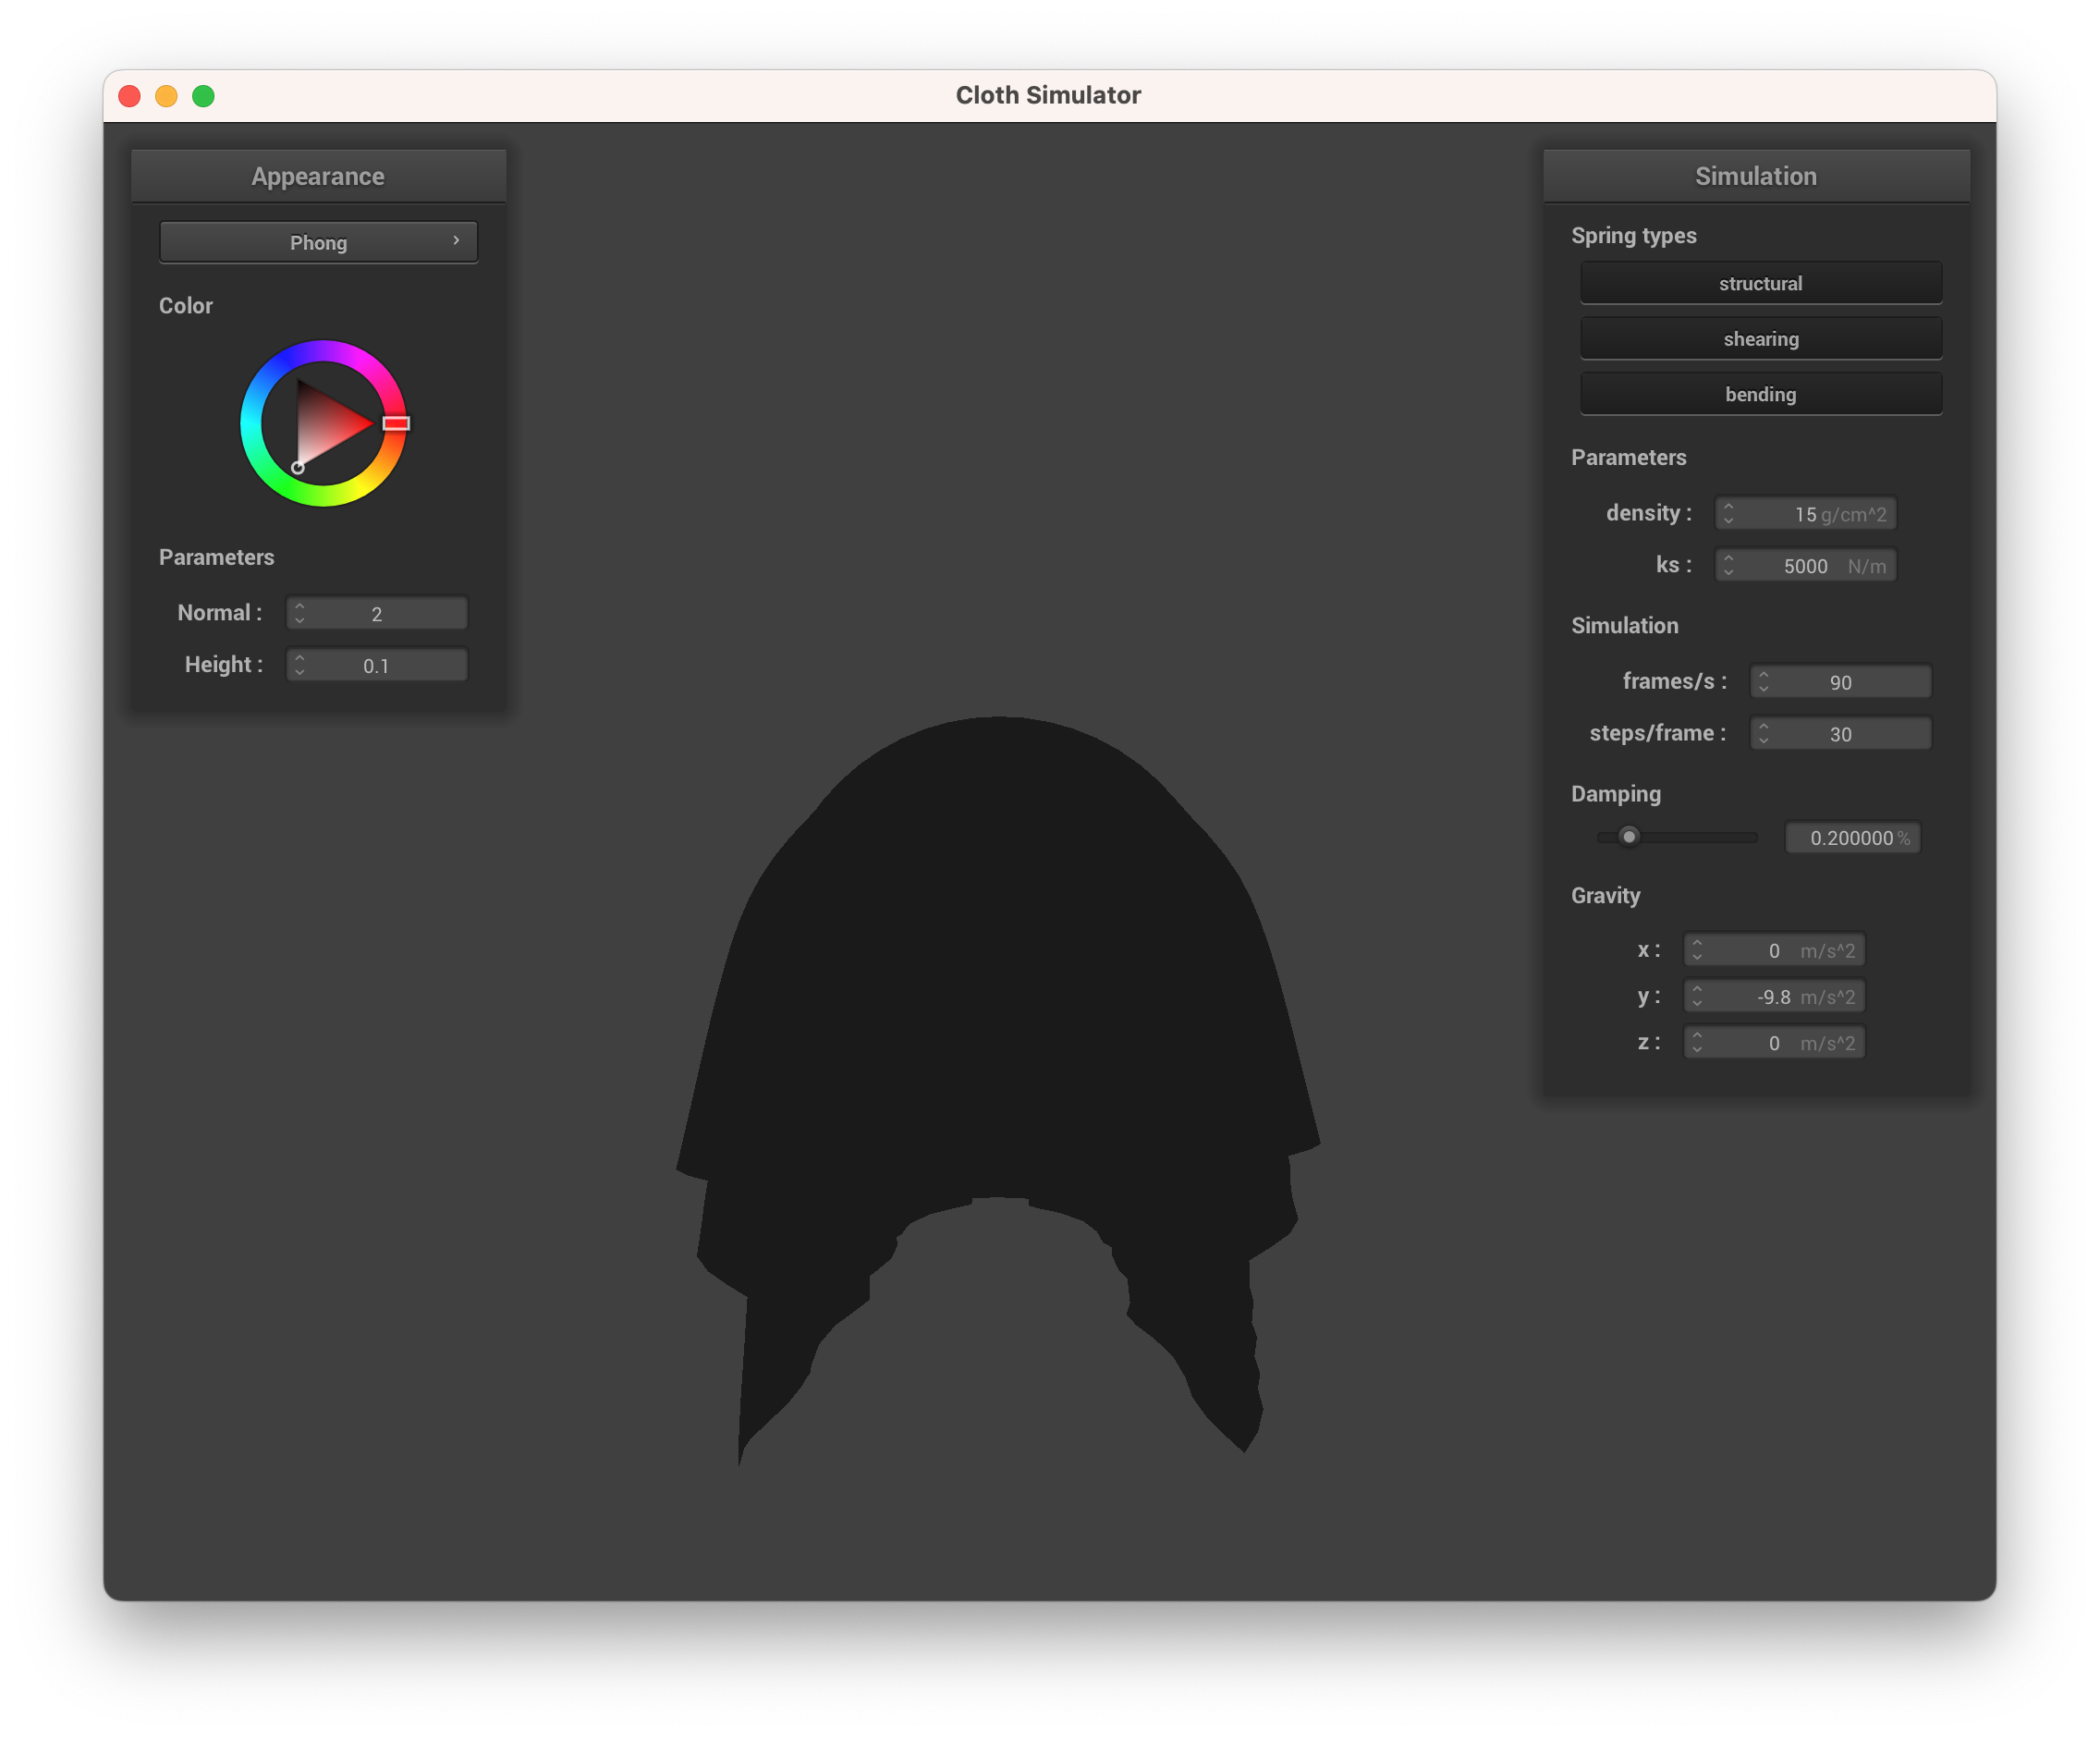 Cloth Simulator
Appearance
Phong
Color
Parameters
Normal : 2
Height : 0.1
Simulation
Spring types
structural
shearing
bending
Parameters
density : 15 g/cm^2
ks : 5000 N/m
Simulation
frames/s : 90
steps/frame : 30
Damping
0.200000 %
Gravity
x : 0 m/s^2
y : -9.8 m/s^2
z : 0 m/s^2